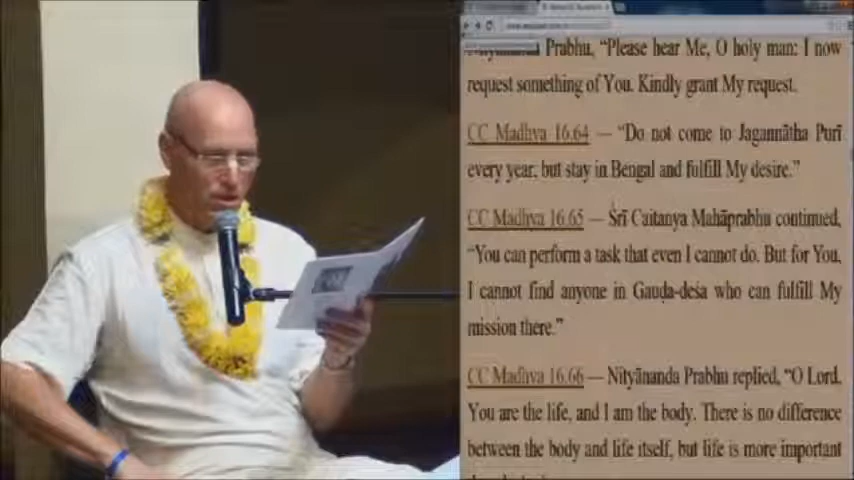 Prabhu, “Please hear Me, O holy man: I now
request something of You. Kindly grant My request.
CC Madhya 16.64 — “Do not come to Jagannātha Purī
every year, but stay in Bengal and fulfill My desire.”
CC Madhya 16.65 — Śrī Caitanya Mahāprabhu continued,
“You can perform a task that even I cannot do. But for You,
I cannot find anyone in Gauḍa-deśa who can fulfill My
mission there.”
CC Madhya 16.66 — Nityānanda Prabhu replied, “O Lord,
You are the life, and I am the body. There is no difference
between the body and life itself, but life is more important